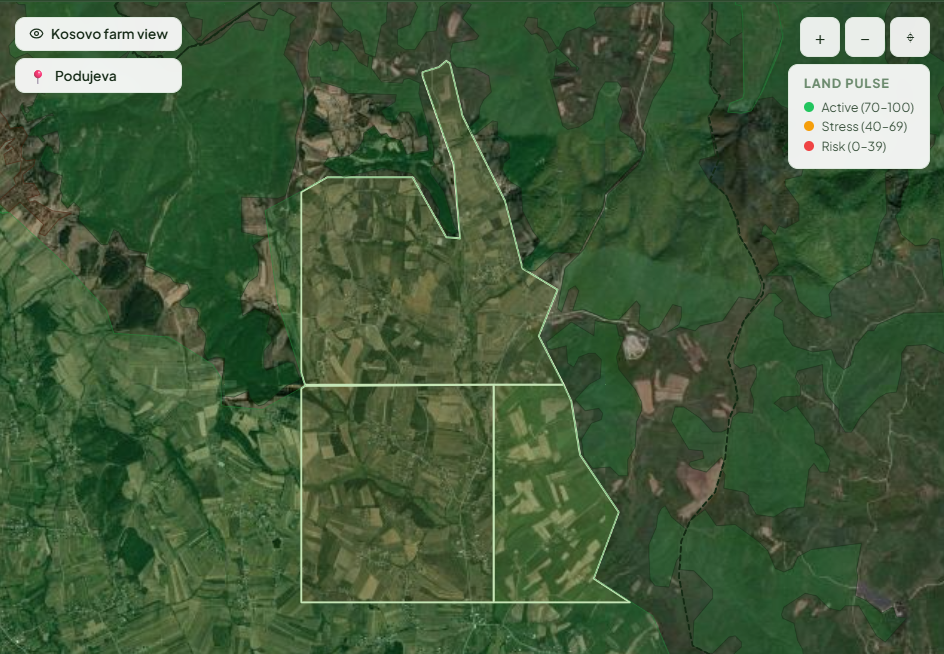 Kosovo farm view
Podujeva
+
−
LAND PULSE
Active (70–100)
Stress (40–69)
Risk (0–39)